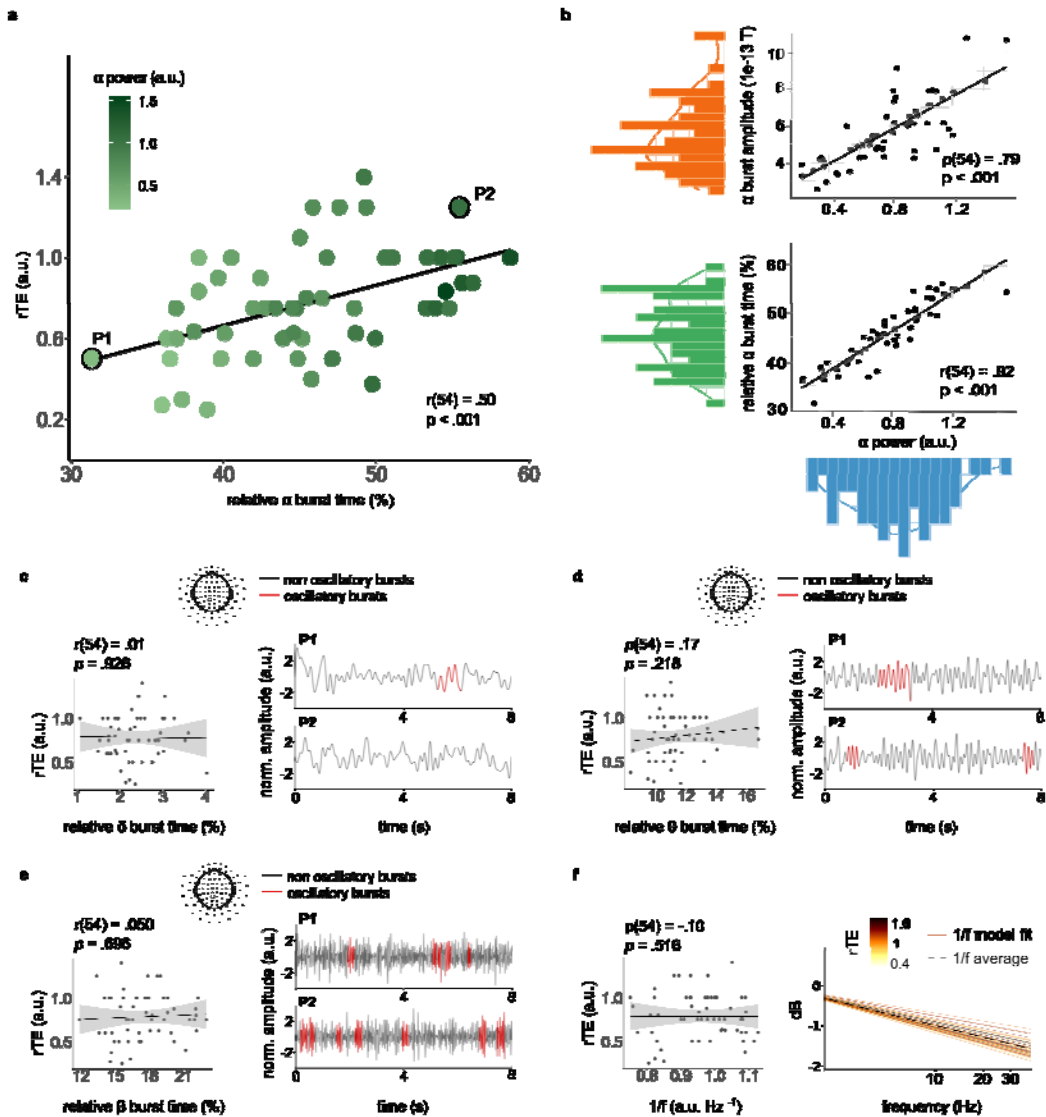 a
α power (a.u.)
1.5
1.0
0.5
rTE (a.u.)
1.4
1.0
0.6
0.2
P1
P2
r(54) = .50
p < .001
30 40 50 60
relative α burst time (%)
b
α burst amplitude (1e-13 T)
10
8
6
4
ρ(54) = .79
p < .001
0.4 0.8 1.2
relative α burst time (%)
60
50
40
30
r(54) = .82
p < .001
0.4 0.8 1.2
α power (a.u.)
c
non oscillatory bursts
oscillatory bursts
r(54) = .01
p = .926
rTE (a.u.)
1.0
0.5
1 2 3 4
relative δ burst time (%)
norm. amplitude (a.u.)
P1
2
-2
4 8
P2
2
-2
0 4 8
time (s)
d
non oscillatory bursts
oscillatory bursts
ρ(54) = .17
p = .218
rTE (a.u.)
1.0
0.5
10 12 14 16
relative θ burst time (%)
norm. amplitude (a.u.)
P1
2
-2
4 8
P2
2
-2
0 4 8
time (s)
e
non oscillatory bursts
oscillatory bursts
r(54) = .050
p = .696
rTE (a.u.)
1.0
0.5
12 15 18 21
relative β burst time (%)
norm. amplitude (a.u.)
P1
2
-2
4 8
P2
2
-2
0 4 8
time (s)
f
ρ(54) = -.10
p = .516
rTE (a.u.)
1.0
0.5
0.8 0.9 1.0 1.1
1/f (a.u. Hz⁻¹)
rTE
1.6
1
0.4
1/f model fit
1/f average
dB
0
-1
-2
10 20 30
frequency (Hz)